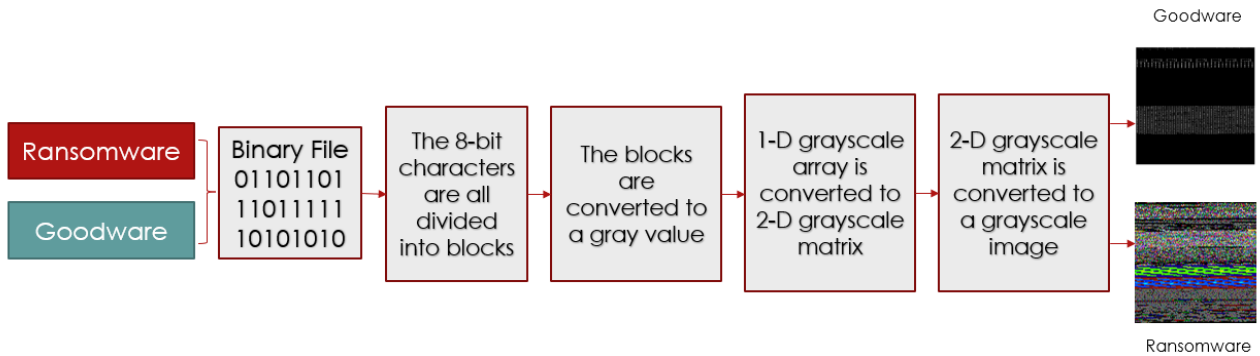 Ransomware
Goodware
Binary File
01101101
11011111
10101010
The 8-bit
characters
are all
divided
into blocks
The blocks
are
converted to
a gray value
1-D grayscale
array is
converted to
2-D grayscale
matrix
2-D grayscale
matrix is
converted to
a grayscale
image
Goodware
Ransomware